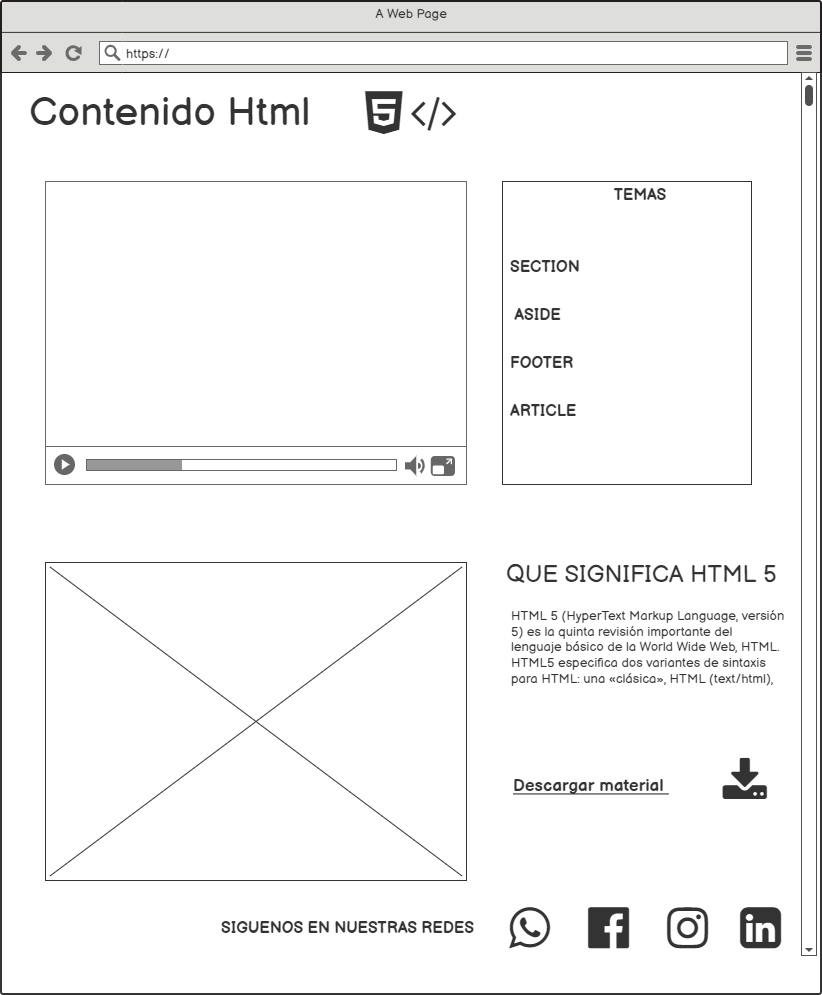 A Web Page
https://
Contenido Html
TEMAS
SECTION
ASIDE
FOOTER
ARTICLE
QUE SIGNIFICA HTML 5
HTML 5 (HyperText Markup Language, versión
5) es la quinta revisión importante del
lenguaje básico de la World Wide Web, HTML.
HTML5 especifica dos variantes de sintaxis
para HTML: una «clásica», HTML (text/html),
Descargar material
SIGUENOS EN NUESTRAS REDES